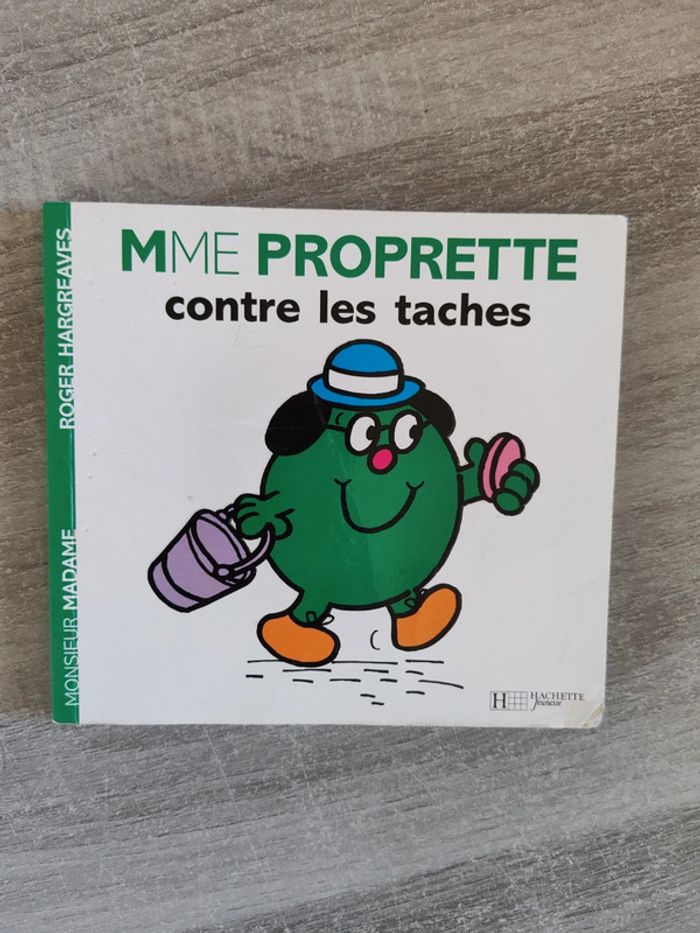 MME PROPRETTE
contre les taches
ROGER HARGREAVES
MONSIEUR MADAME
H HACHETTE
Jeunesse